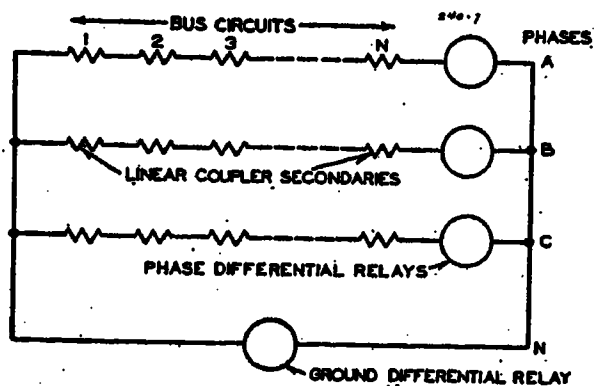 BUS CIRCUITS
PHASES
1 2 3 N
A
B
LINEAR COUPLER SECONDARIES
C
PHASE DIFFERENTIAL RELAYS
N
GROUND DIFFERENTIAL RELAY